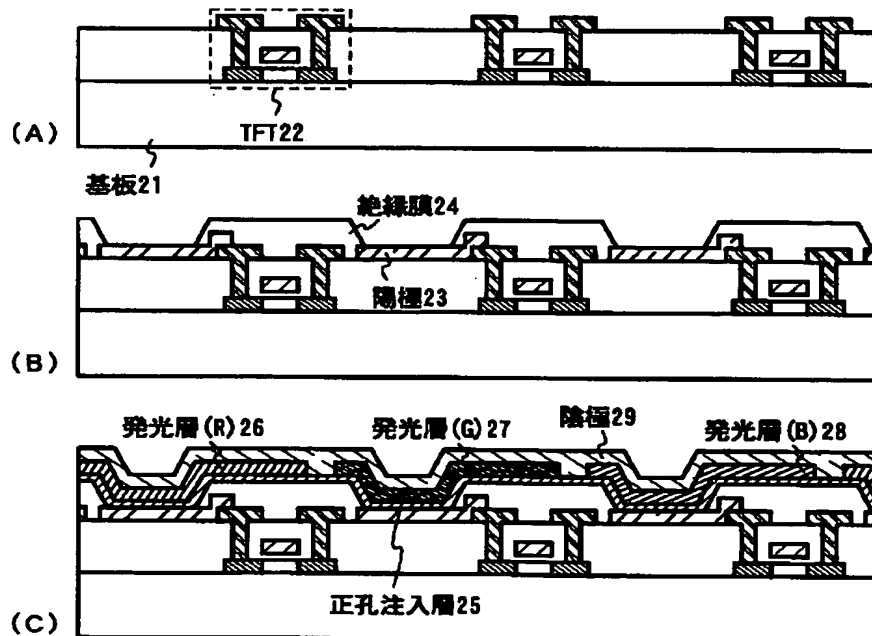 (A)
TFT22
基板21
絶縁膜24
陽極23
(B)
発光層(R)26
発光層(G)27
陰極29
発光層(B)28
正孔注入層25
(C)